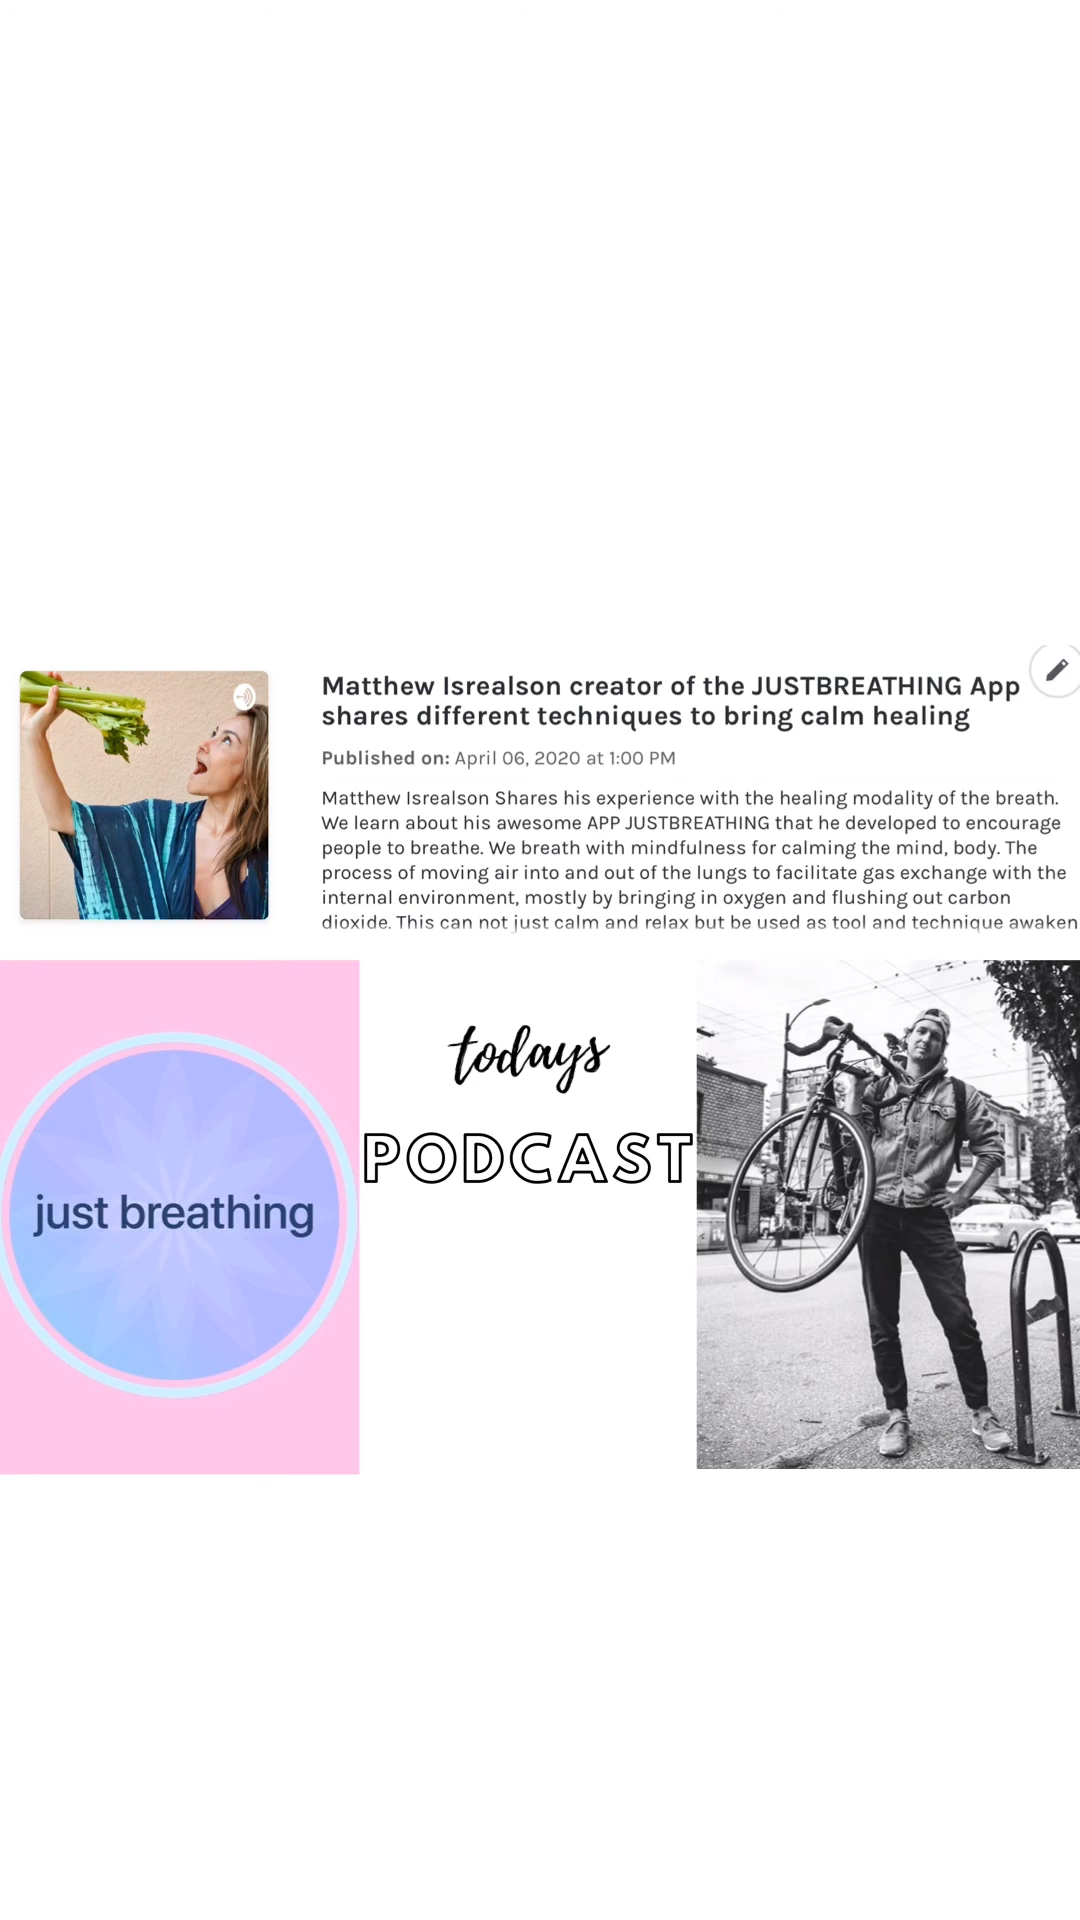 Matthew Isrealson creator of the JUSTBREATHING App
shares different techniques to bring calm healing
Published on: April 06, 2020 at 1:00 PM
Matthew Isrealson Shares his experience with the healing modality of the breath.
We learn about his awesome APP JUSTBREATHING that he developed to encourage
people to breathe. We breath with mindfulness for calming the mind, body. The
process of moving air into and out of the lungs to facilitate gas exchange with the
internal environment, mostly by bringing in oxygen and flushing out carbon
dioxide. This can not just calm and relax but be used as tool and technique awaken
todays
PODCAST
just breathing